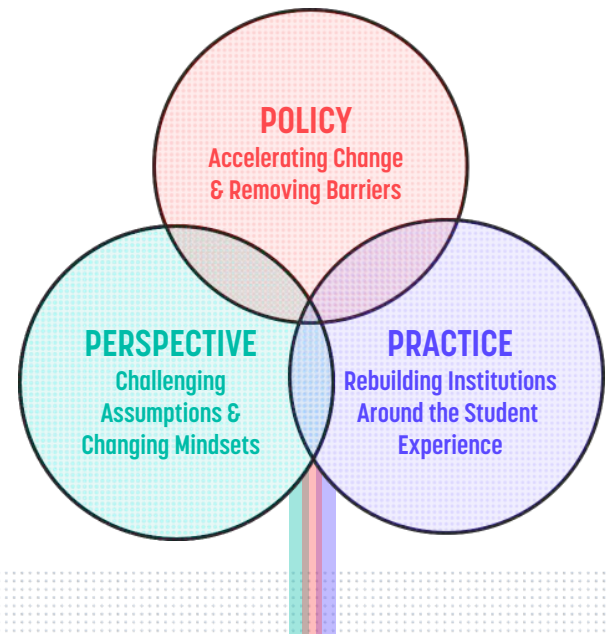 POLICY
Accelerating Change
& Removing Barriers
PERSPECTIVE
Challenging
Assumptions &
Changing Mindsets
PRACTICE
Rebuilding Institutions
Around the Student
Experience